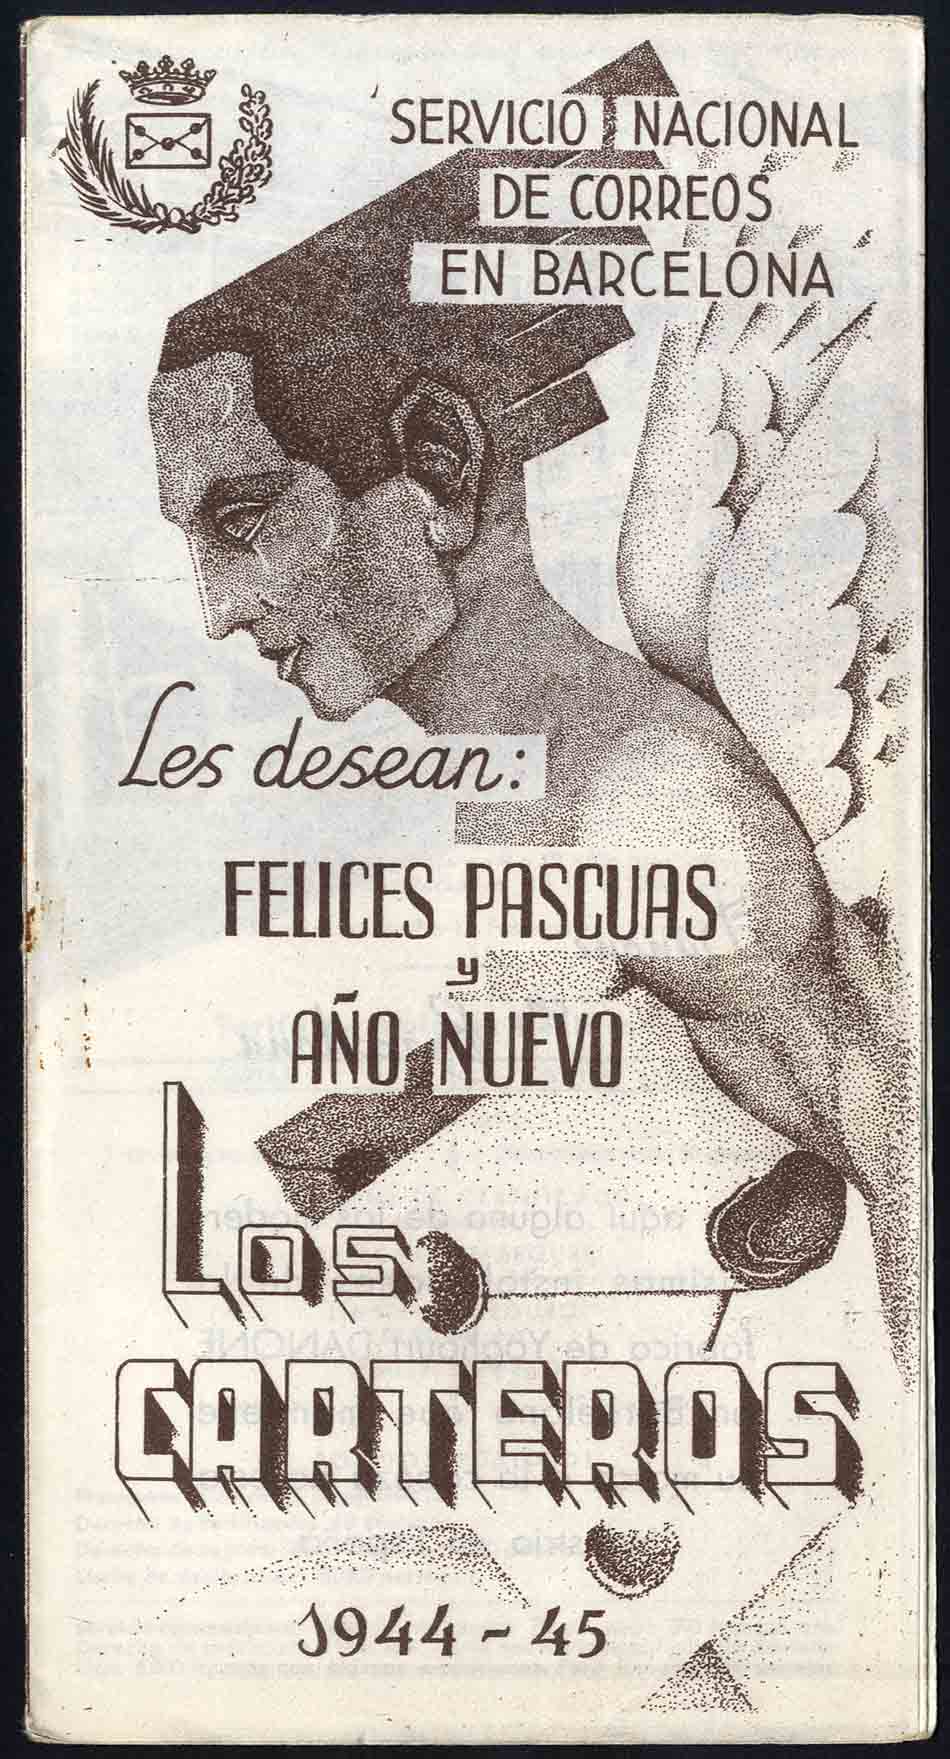 SERVICIO NACIONAL
DE CORREOS
EN BARCELONA
Les desean:
FELICES PASCUAS
y
AÑO NUEVO
LOS
CARTEROS
1944-45